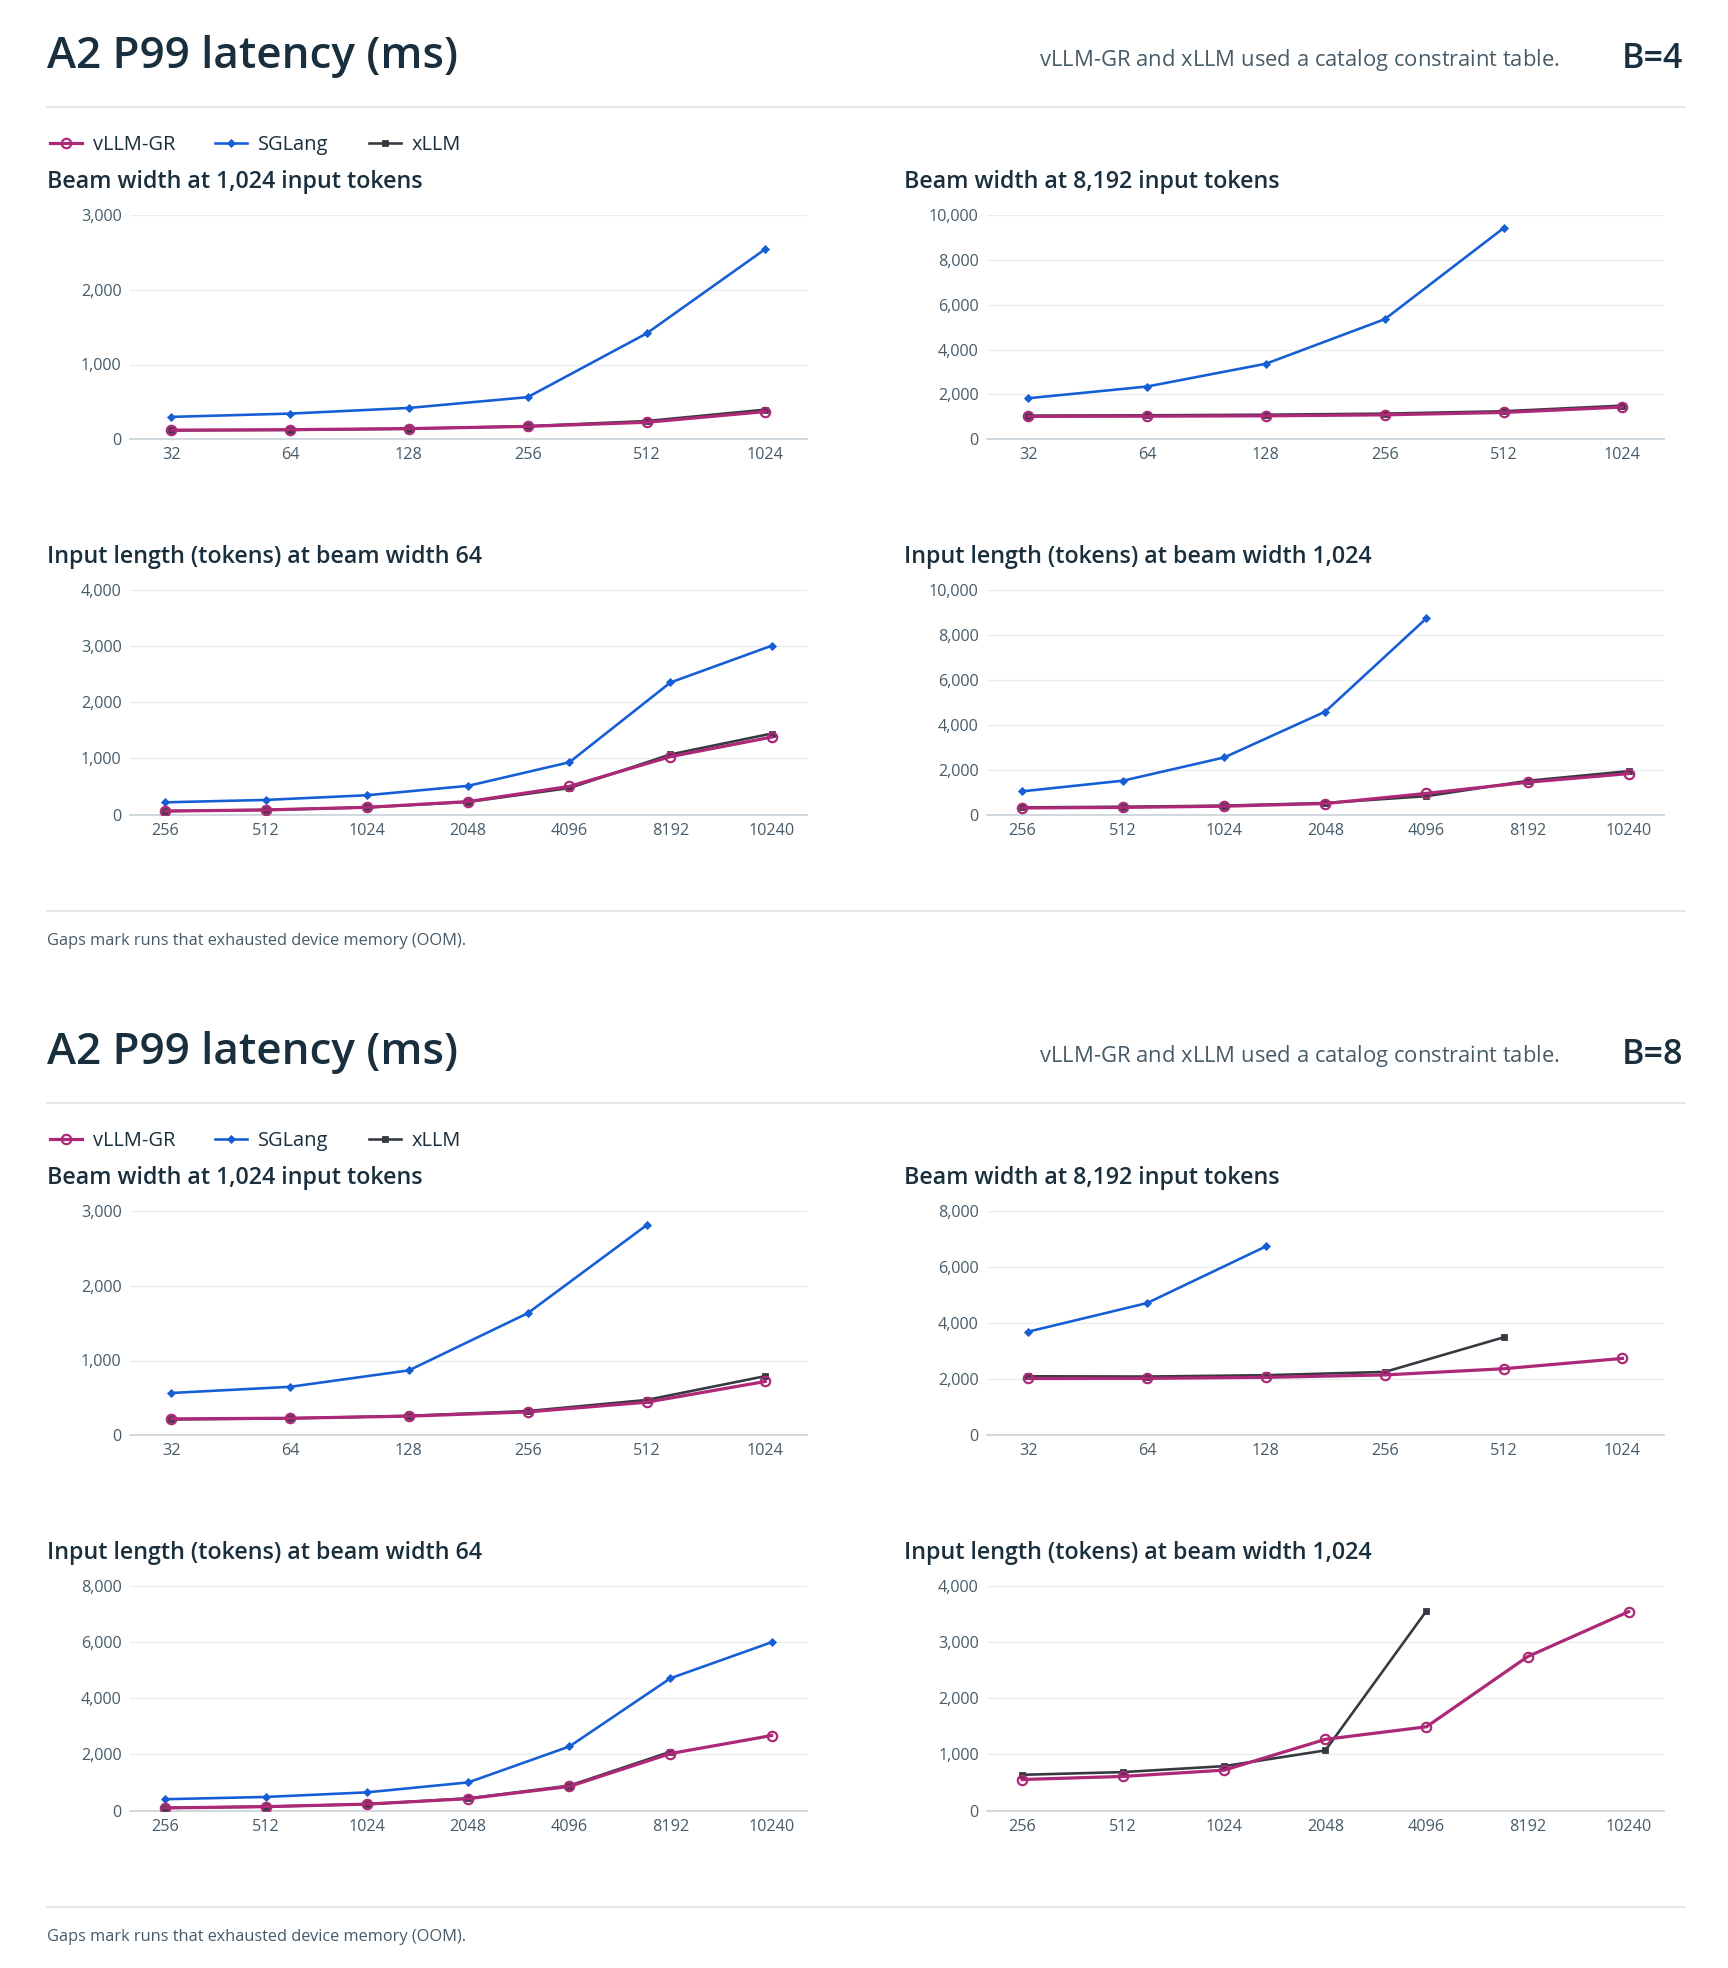 A2 P99 latency (ms)
vLLM-GR and xLLM used a catalog constraint table.
B=4
vLLM-GR SGLang xLLM
Beam width at 1,024 input tokens
3,000
2,000
1,000
0
32 64 128 256 512 1024
Beam width at 8,192 input tokens
10,000
8,000
6,000
4,000
2,000
0
32 64 128 256 512 1024
Input length (tokens) at beam width 64
4,000
3,000
2,000
1,000
0
256 512 1024 2048 4096 8192 10240
Input length (tokens) at beam width 1,024
10,000
8,000
6,000
4,000
2,000
0
256 512 1024 2048 4096 8192 10240
Gaps mark runs that exhausted device memory (OOM).
A2 P99 latency (ms)
vLLM-GR and xLLM used a catalog constraint table.
B=8
vLLM-GR SGLang xLLM
Beam width at 1,024 input tokens
3,000
2,000
1,000
0
32 64 128 256 512 1024
Beam width at 8,192 input tokens
8,000
6,000
4,000
2,000
0
32 64 128 256 512 1024
Input length (tokens) at beam width 64
8,000
6,000
4,000
2,000
0
256 512 1024 2048 4096 8192 10240
Input length (tokens) at beam width 1,024
4,000
3,000
2,000
1,000
0
256 512 1024 2048 4096 8192 10240
Gaps mark runs that exhausted device memory (OOM).